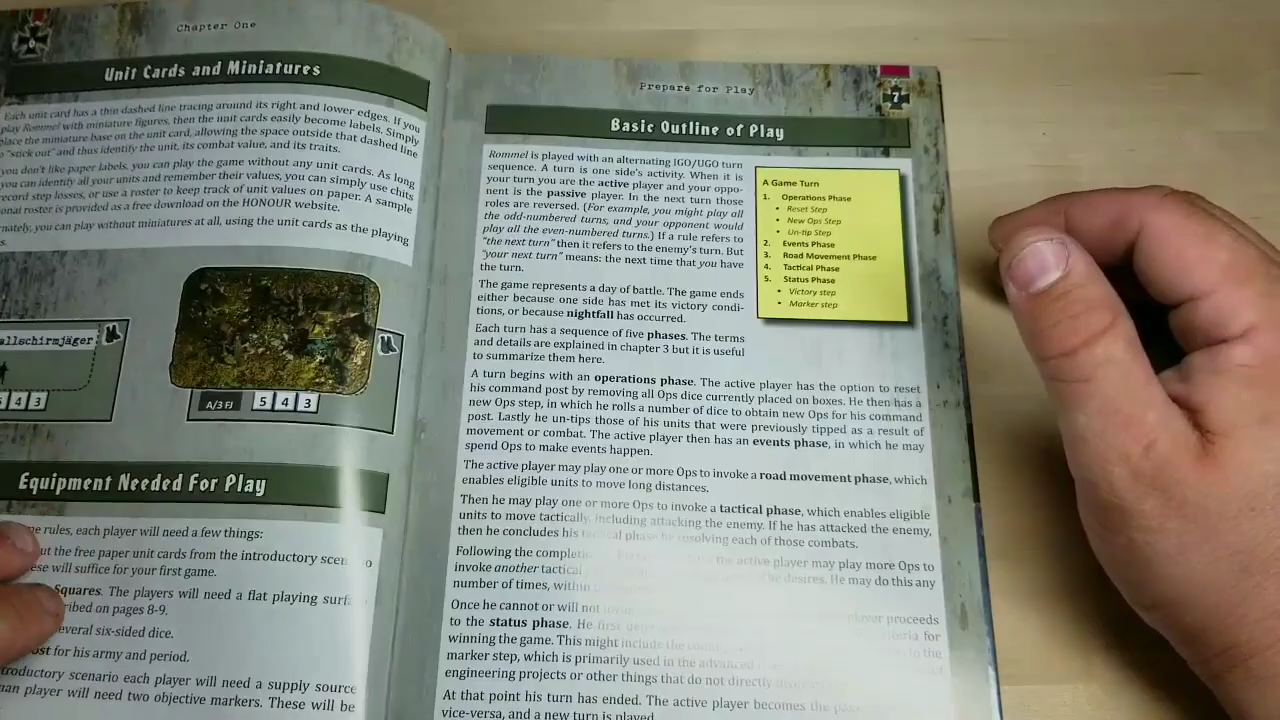 6
Chapter One
Unit Cards and Miniatures
Each unit card has a thin dashed line tracing around its right and lower edges. If you
play Rommel with miniature figures, then the unit cards easily become labels. Simply
place the miniature base on the unit card, allowing the space outside that dashed line
"stick out" and thus identify the unit, its combat value, and its traits.
you don't like paper labels, you can play the game without any unit cards. As long
you can identify all your units and remember their values, you can simply use chits
record step losses, or use a roster to keep track of unit values on paper. A sample
roster is provided as a free download on the HONOUR website.
you can play without miniatures at all, using the unit cards as the playing
allschirmjäger
4 3
A/3 FJ 5 4 3
Equipment Needed For Play
rules, each player will need a few things:
out the free paper unit cards from the introductory
will suffice for your first game.
Squares. The players will need a flat playing
on pages 8-9.
several six-sided dice.
for his army and period.
introductory scenario each player will need a supply source
player will need two objective markers. These will be
Prepare for Play
7
Basic Outline of Play
Rommel is played with an alternating IGO/UGO turn
sequence. A turn is one side's activity. When it is
your turn you are the active player and your oppo-
nent is the passive player. In the next turn those
roles are reversed. (For example, you might play all
the odd-numbered turns, and your opponent would
play all the even-numbered turns.) If a rule refers to
"the next turn" then it refers to the enemy's turn. But
"your next turn" means: the next time that you have
the turn.
The game represents a day of battle. The game ends
either because one side has met its victory condi-
tions, or because nightfall has occurred.
Each turn has a sequence of five phases. The terms
and details are explained in chapter 3 but it is useful
to summarize them here.
A Game Turn
1. Operations Phase
• Reset Step
• New Ops Step
• Un-tip Step
2. Events Phase
3. Road Movement Phase
4. Tactical Phase
5. Status Phase
• Victory step
• Marker step
A turn begins with an operations phase. The active player has the option to reset
his command post by removing all Ops dice currently placed on boxes. He then has a
new Ops step, in which he rolls a number of dice to obtain new Ops for his command
post. Lastly he un-tips those of his units that were previously tipped as a result of
movement or combat. The active player then has an events phase, in which he may
spend Ops to make events happen.
The active player may play one or more Ops to invoke a road movement phase, which
enables eligible units to move long distances.
Then he may play one or more Ops to invoke a tactical phase, which enables eligible
units to move tactically, including attacking the enemy. If he has attacked the enemy,
then he concludes his tactical phase by resolving each of those combats.
Following the the active player may play more Ops to
invoke another tactical he desires. He may do this any
number of times, within
Once he cannot or will not player proceeds
to the status phase. He first criteria for
winning the game. This might include the to the
marker step, which is primarily used in the advanced
engineering projects or other things that do not directly
At that point his turn has ended. The active player becomes the
vice-versa, and a new turn is played.